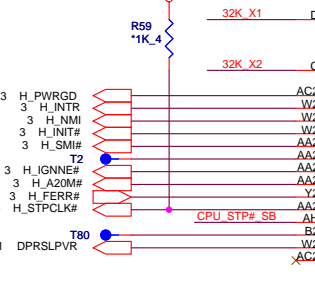 R59
*1K_4
32K_X1
32K_X2
3 H_PWRGD AC2
3 H_INTR W2
3 H_NMI W2
3 H_INIT# W2
3 H_SMI# AA2
T2 AA2
3 H_IGNNE# AA2
3 H_A20M# AA2
3 H_FERR# Y2
H_STPCLK# AA2
CPU_STP#_SB AH
T80 B2
DPRSLPVR W2
AC2